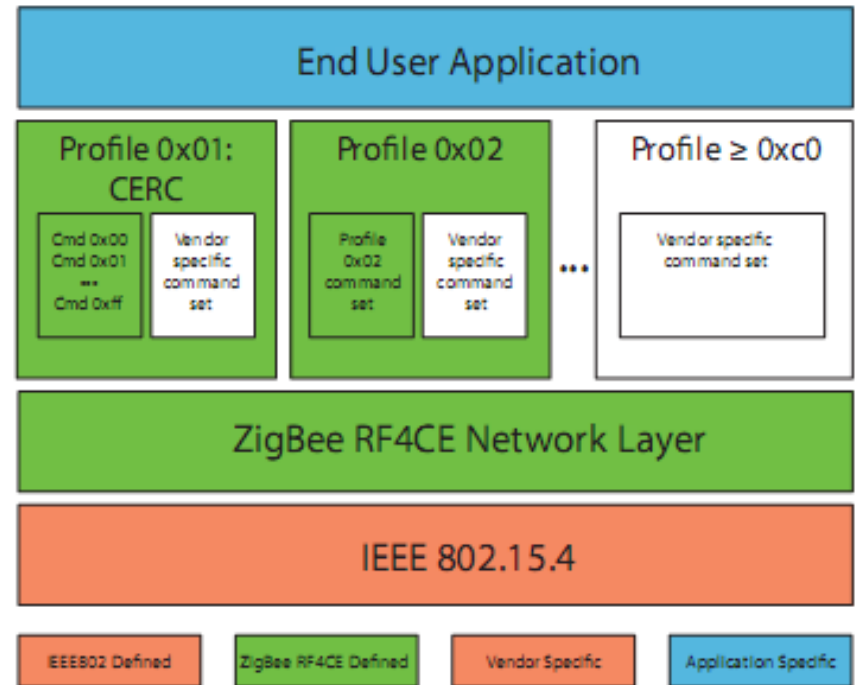 End User Application
Profile 0x01:
CERC
Cmd 0x00
Cmd 0x01
•••
Cmd 0xff
Vendor
specific
command
set
Profile 0x02
Profile
0x02
command
set
Vendor
specific
command
set
•••
Profile ≥ 0xc0
Vendor specific
command set
ZigBee RF4CE Network Layer
IEEE 802.15.4
IEEE802 Defined
ZigBee RF4CE Defined
Vendor Specific
Application Specific